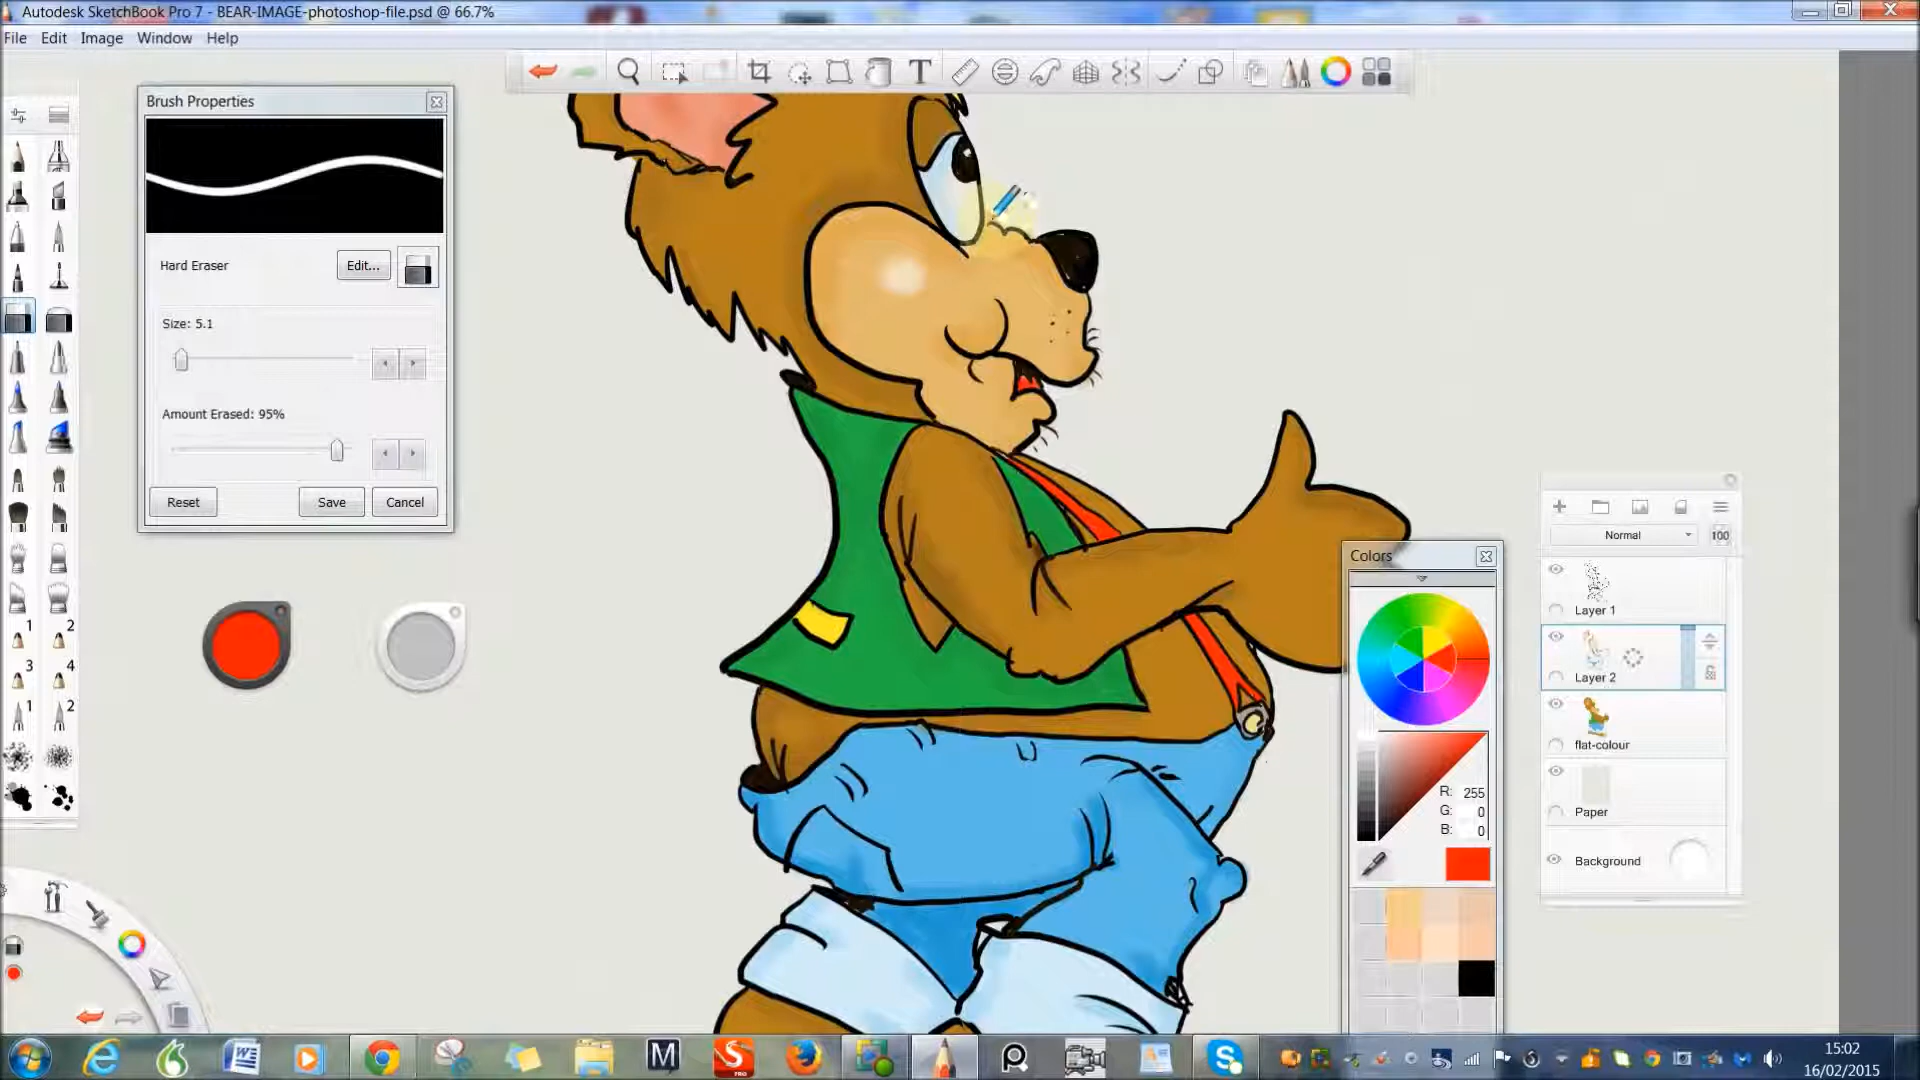 Autodesk SketchBook Pro 7 - BEAR-IMAGE-photoshop-file.psd @ 66.7%
File Edit Image Window Help
T
Brush Properties
Hard Eraser
Edit...
Size: 5.1
Amount Erased: 95%
Reset Save Cancel
1 2
3 4
1 2
Colors
R: 255
G: 0
B: 0
Normal 100
Layer 1
Layer 2
flat-colour
Paper
Background
W M S PRO S
15:02
16/02/2015